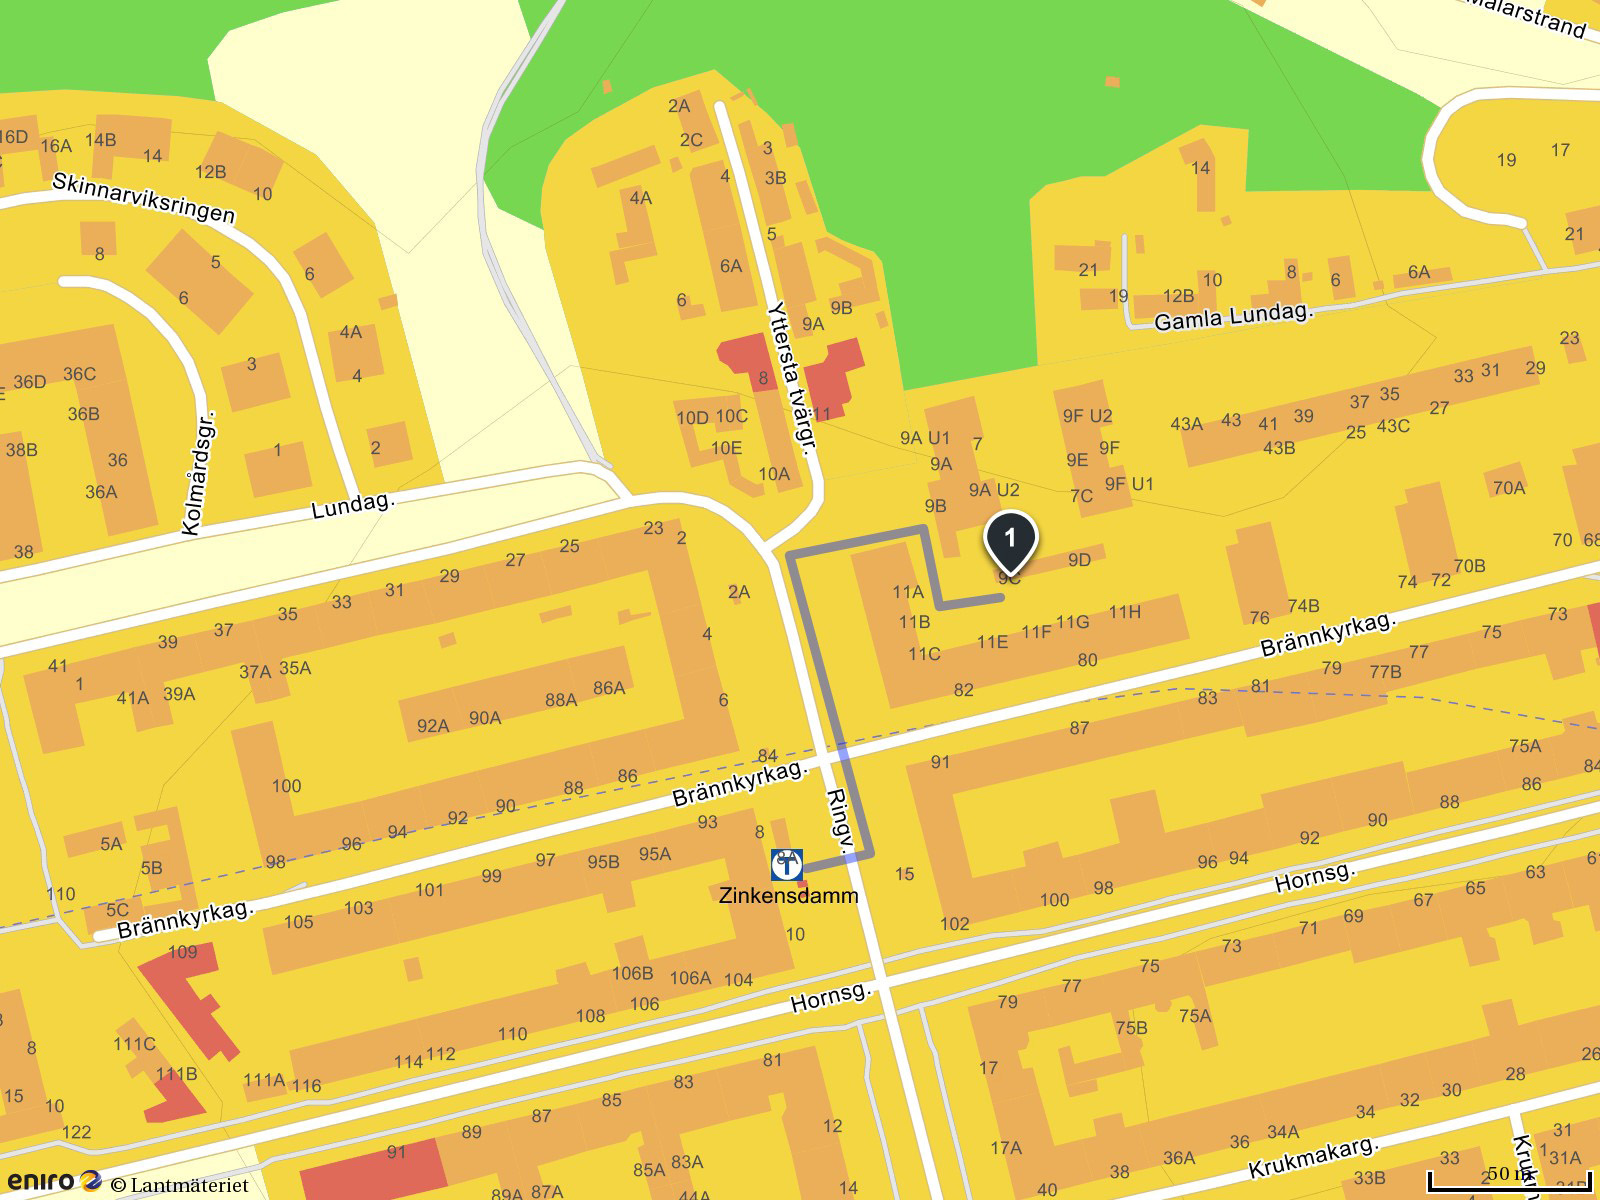 Mälarstrand
16D
16A
14B
14
12B
10
Skinnarviksringen
8
5
6
6
4A
4
3
36D
36C
36B
38B
36
36A
38
1
2
Kolmårdsgr.
Lundag.
2A
2C
3
3B
4
4A
5
6A
6
9B
9A
8
11
10D
10C
10E
10A
Yttersta tvärgr.
14
19
17
21
21
19
12B
10
8
6
6A
Gamla Lundag.
23
29
31
33
35
37
39
41
43
43A
43B
25
43C
27
9A U1
7
9A
9A U2
9B
9F U2
9F
9E
7C
9F U1
1
9C
9D
70A
70
68
70B
72
74
74B
76
73
75
77
77B
79
81
83
Brännkyrkag.
11A
11B
11C
11E
11F
11G
11H
80
82
87
91
23
2
25
27
29
31
33
35
37
39
41
1
41A
39A
37A
35A
2A
4
6
86A
88A
90A
92A
100
84
86
88
90
92
94
96
98
Brännkyrkag.
Ringv.
5A
5B
5C
110
Brännkyrkag.
109
93
8
95A
95B
97
99
101
103
105
Zinkensdamm
10
15
102
100
98
96
94
92
90
88
86
84
75A
Hornsg.
63
65
67
69
71
73
75
77
79
75B
75A
106B
106A
104
106
108
110
112
114
116
Hornsg.
111C
111B
111A
8
15
10
122
81
83
85
87
89
91
12
17
17A
85A
83A
87A
89A
44A
14
26
28
30
32
34
34A
36
36A
38
40
Krukmakarg.
33B
33
2
31
31A
50 m
eniro © Lantmäteriet